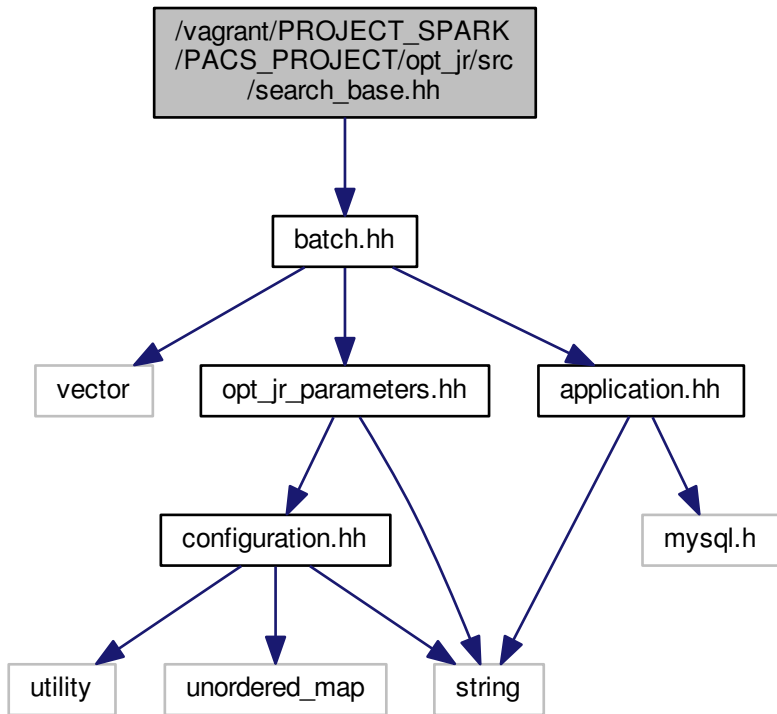 /vagrant/PROJECT_SPARK
/PACS_PROJECT/opt_jr/src
/search_base.hh
batch.hh
vector
opt_jr_parameters.hh
application.hh
configuration.hh
mysql.h
utility
unordered_map
string